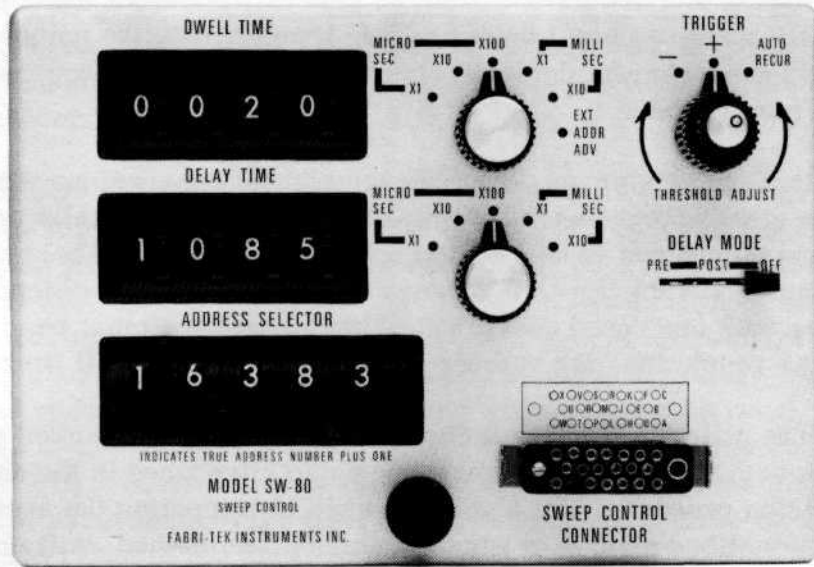 DWELL TIME
0 0 2 0
MICRO SEC X1 X10 X100 X1 MILLI SEC X10
EXT ADDR ADV
TRIGGER
− + AUTO RECUR
THRESHOLD ADJUST
DELAY TIME
1 0 8 5
MICRO SEC X1 X10 X100 X1 MILLI SEC X10
DELAY MODE
PRE POST OFF
ADDRESS SELECTOR
1 6 3 8 3
INDICATES TRUE ADDRESS NUMBER PLUS ONE
MODEL SW-80
SWEEP CONTROL
FABRI-TEK INSTRUMENTS INC.
SWEEP CONTROL
CONNECTOR